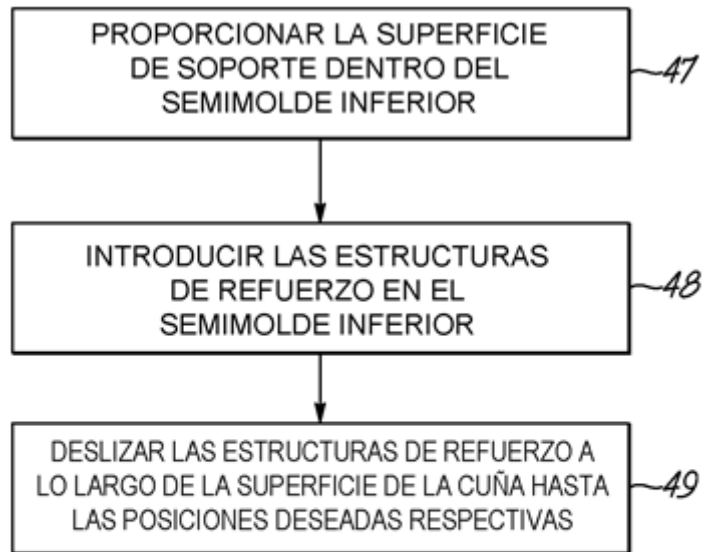 PROPORCIONAR LA SUPERFICIE
DE SOPORTE DENTRO DEL
SEMIMOLDE INFERIOR
47
INTRODUCIR LAS ESTRUCTURAS
DE REFUERZO EN EL
SEMIMOLDE INFERIOR
48
DESLIZAR LAS ESTRUCTURAS DE REFUERZO A
LO LARGO DE LA SUPERFICIE DE LA CUÑA HASTA
LAS POSICIONES DESEADAS RESPECTIVAS
49